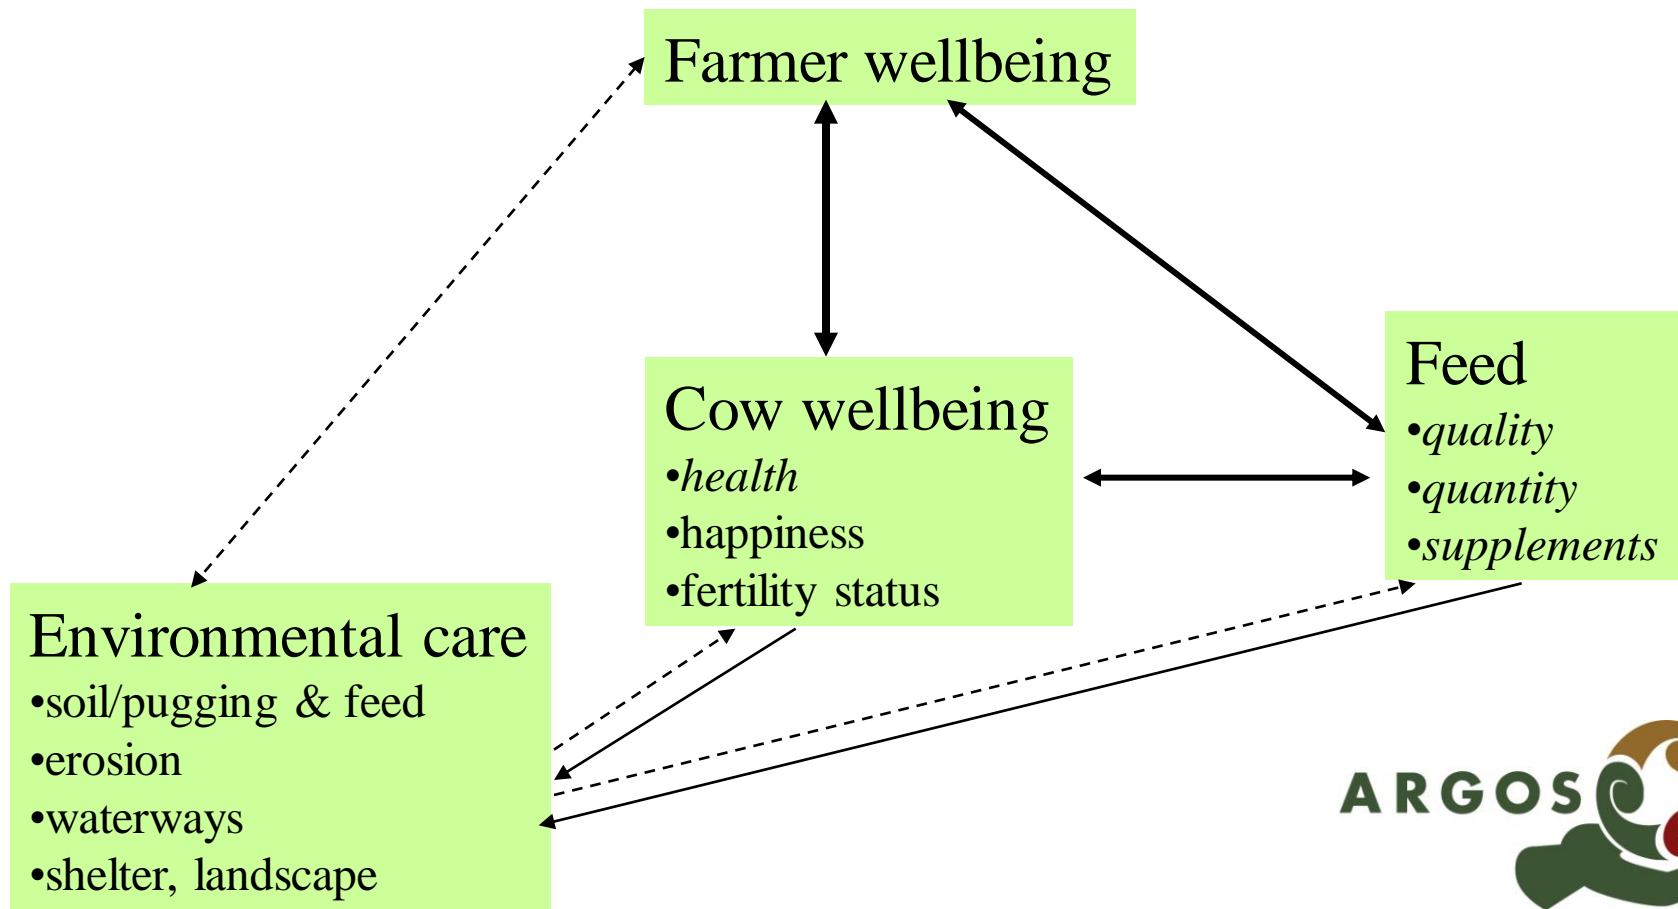 Farmer wellbeing
Cow wellbeing
•health
•happiness
•fertility status
Feed
•quality
•quantity
•supplements
Environmental care
•soil/pugging & feed
•erosion
•waterways
•shelter, landscape
ARGOS